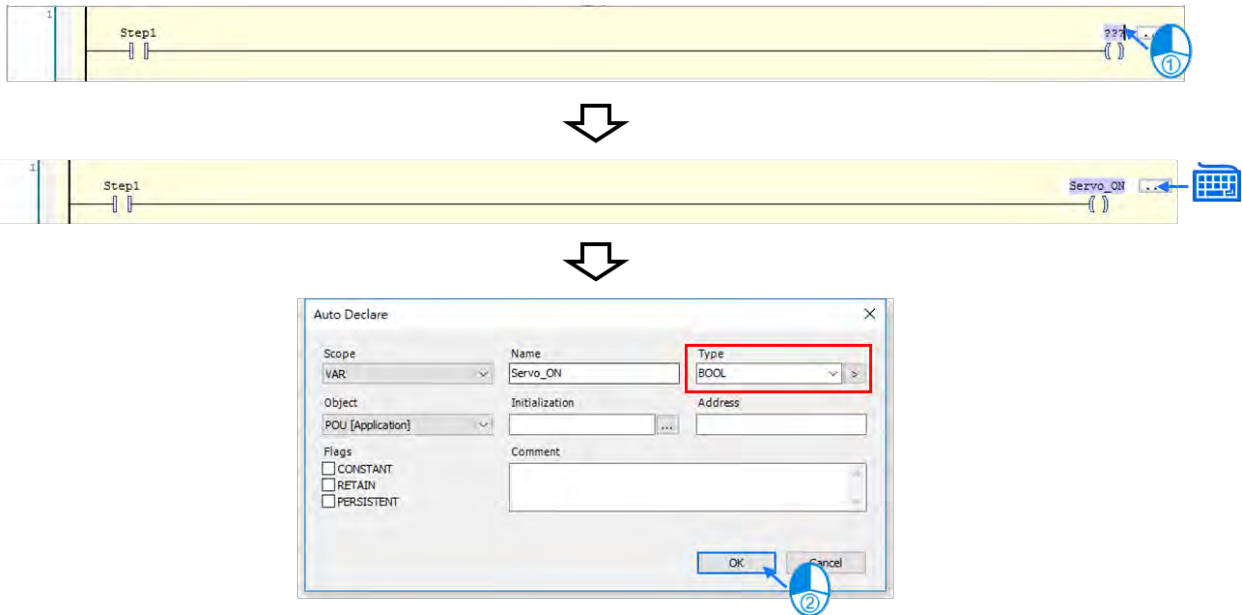 1
Step1
???
①
1
Step1
Servo_ON
Auto Declare
Scope
Name
Type
VAR
Servo_ON
BOOL
>
Object
Initialization
Address
POU [Application]
...
Flags
Comment
CONSTANT
RETAIN
PERSISTENT
OK
Cancel
②